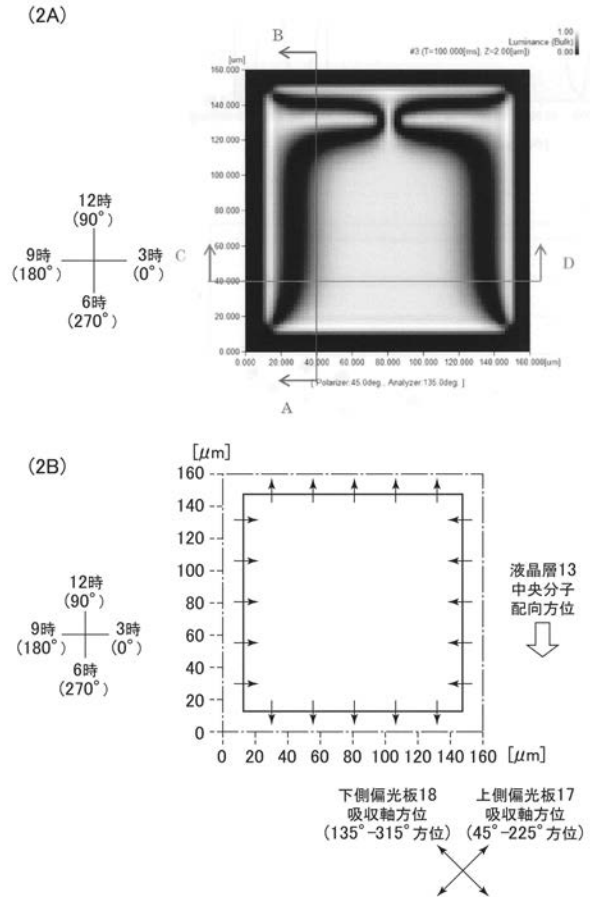 (2A)
B
1.00
Luminance (Bulk)
0.00
#3 (T=100.000[ms], Z=2.00[um])
[um]
160.000
140.000
120.000
100.000
80.000
60.000
40.000
20.000
0.000
0.000 20.000 40.000 60.000 80.000 100.000 120.000 140.000 160.000[um]
[ Polarizer:45.0deg., Analyzer:135.0deg. ]
A
C
D
12時
(90°)
9時
(180°)
3時
(0°)
6時
(270°)
(2B)
[μm]
160
140
120
100
80
60
40
20
0
0 20 40 60 80 100 120 140 160 [μm]
12時
(90°)
9時
(180°)
3時
(0°)
6時
(270°)
液晶層13
中央分子
配向方位
下側偏光板18
吸収軸方位
(135°-315°方位)
上側偏光板17
吸収軸方位
(45°-225°方位)